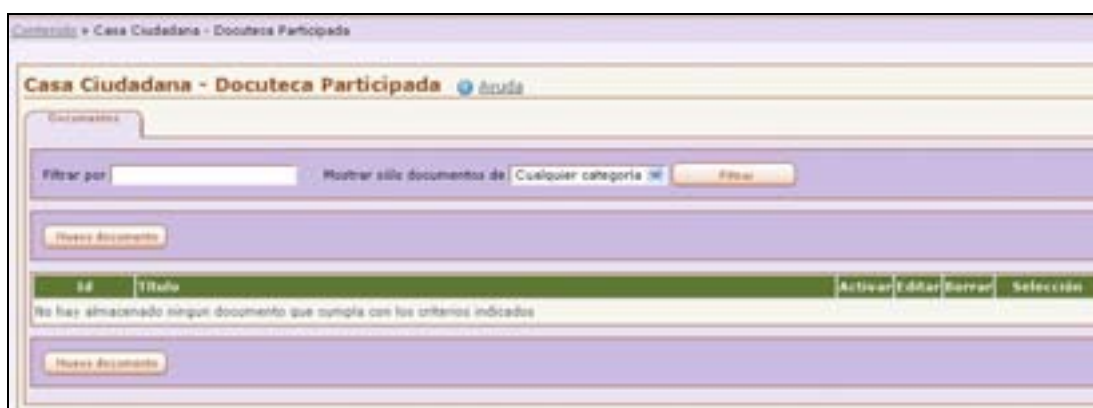 Contenido » Casa Ciudadana - Docuteca Participada
Casa Ciudadana - Docuteca Participada Ayuda
Documentos
Filtrar por Mostrar sólo documentos de Cualquier categoría Filtrar
Nuevo documento
Id Título Activar Editar Borrar Selección
No hay almacenado ningun documento que cumpla con los criterios indicados
Nuevo documento